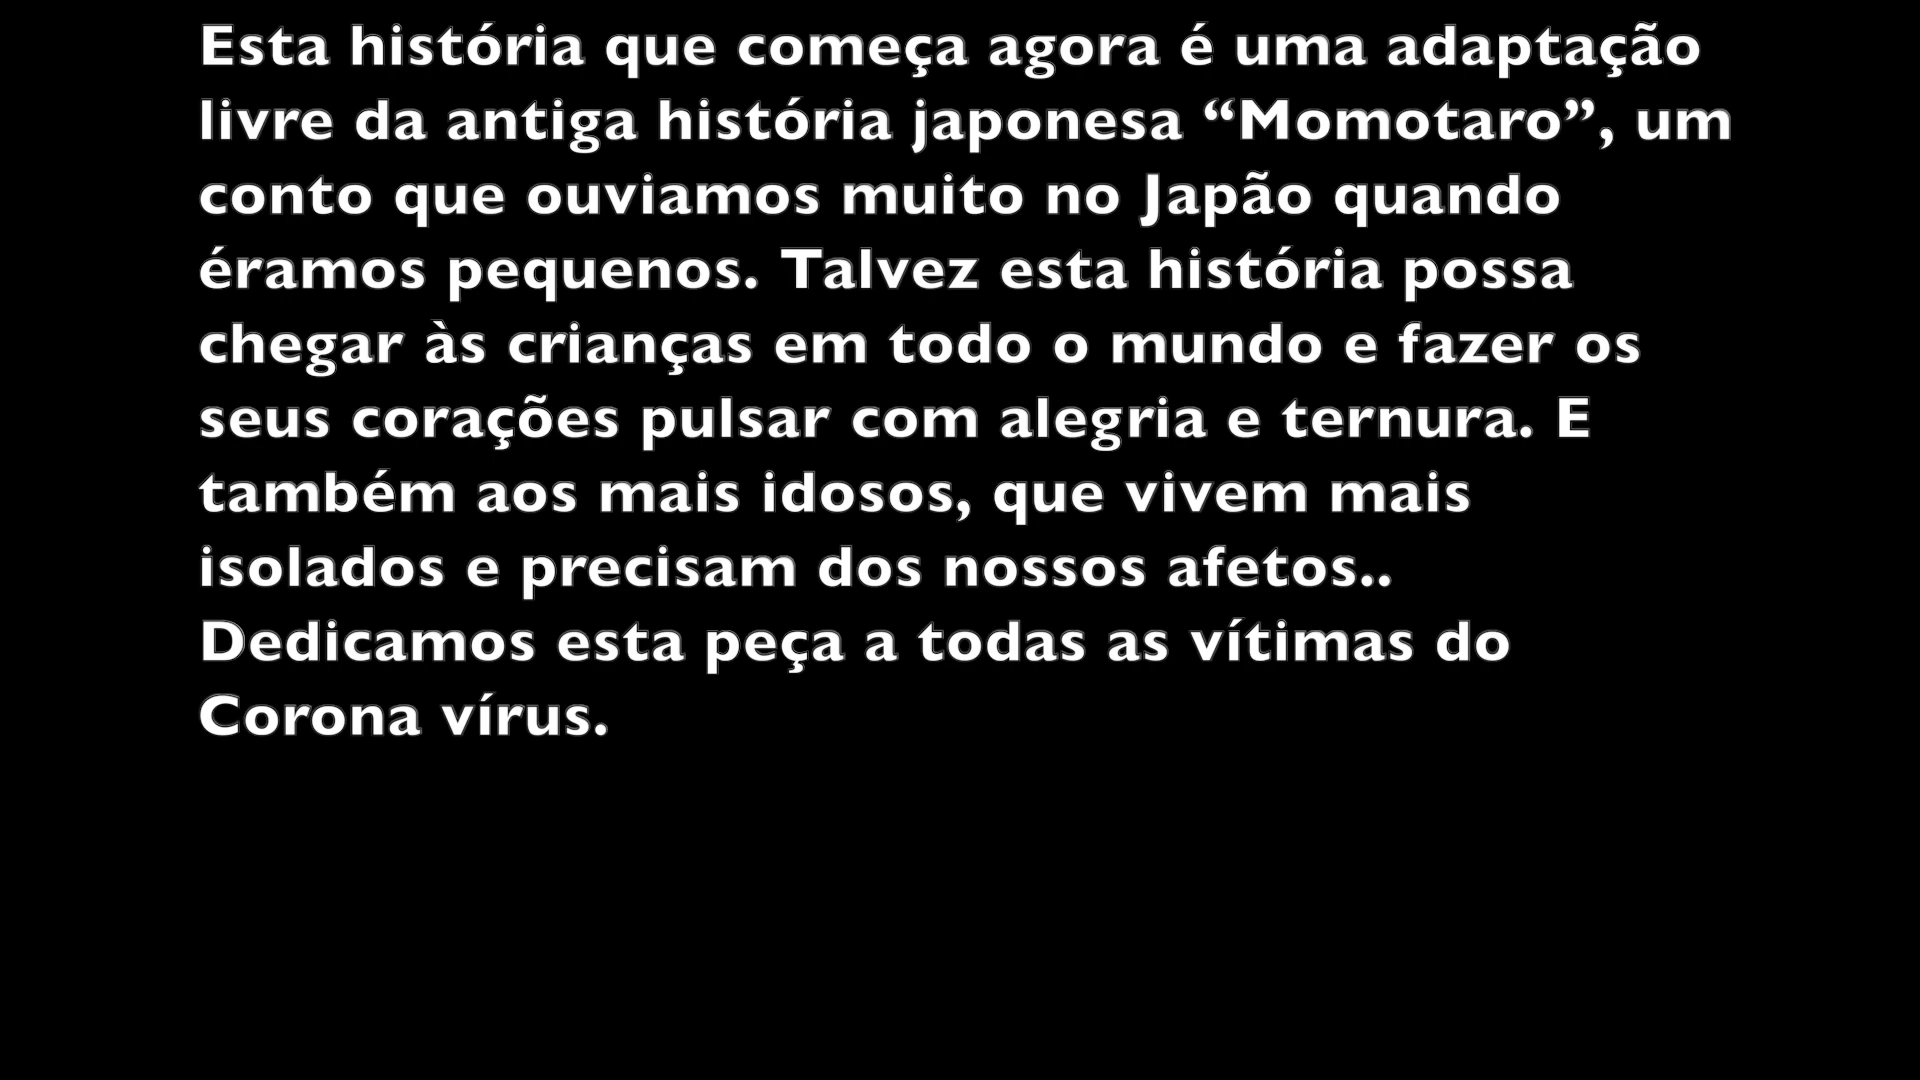 Esta história que começa agora é uma adaptação
livre da antiga história japonesa “Momotaro”, um
conto que ouviamos muito no Japão quando
éramos pequenos. Talvez esta história possa
chegar às crianças em todo o mundo e fazer os
seus corações pulsar com alegria e ternura. E
também aos mais idosos, que vivem mais
isolados e precisam dos nossos afetos..
Dedicamos esta peça a todas as vítimas do
Corona vírus.